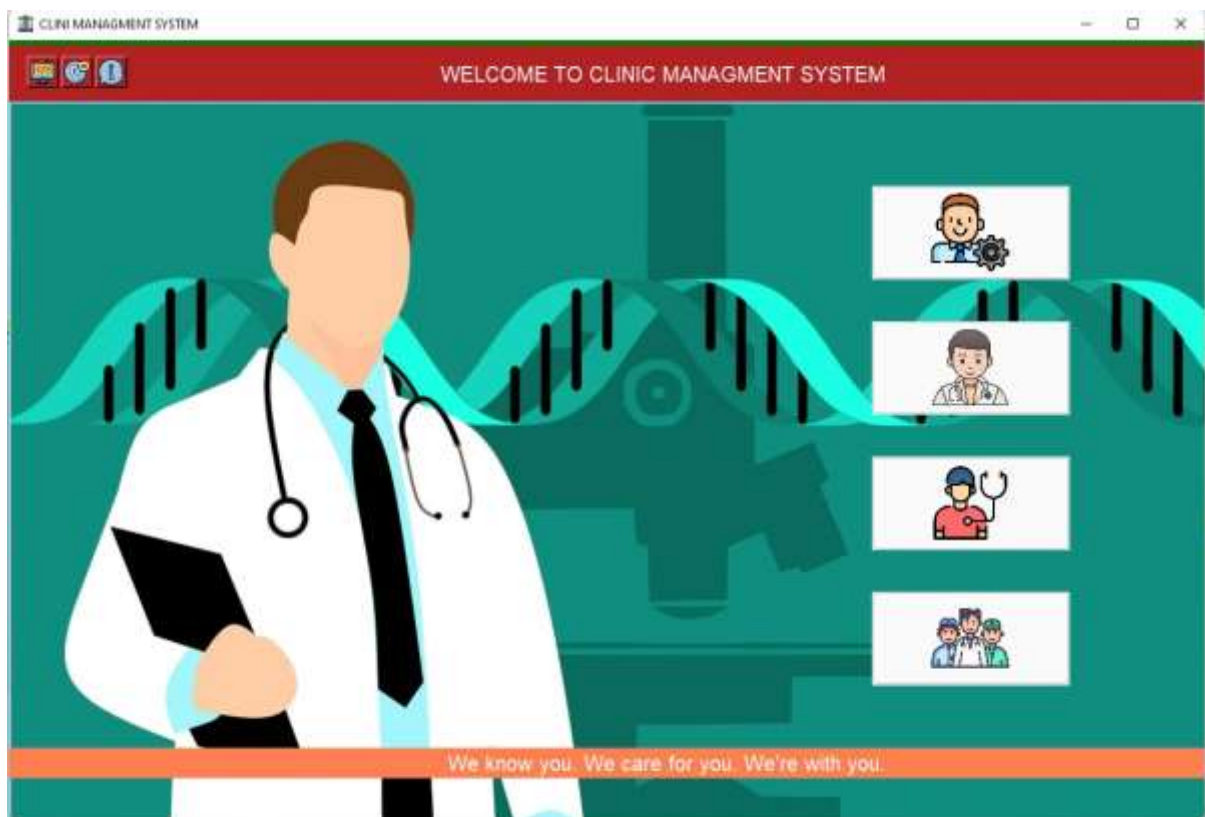 CLINI MANAGMENT SYSTEM
WELCOME TO CLINIC MANAGMENT SYSTEM
We know you. We care for you. We're with you.